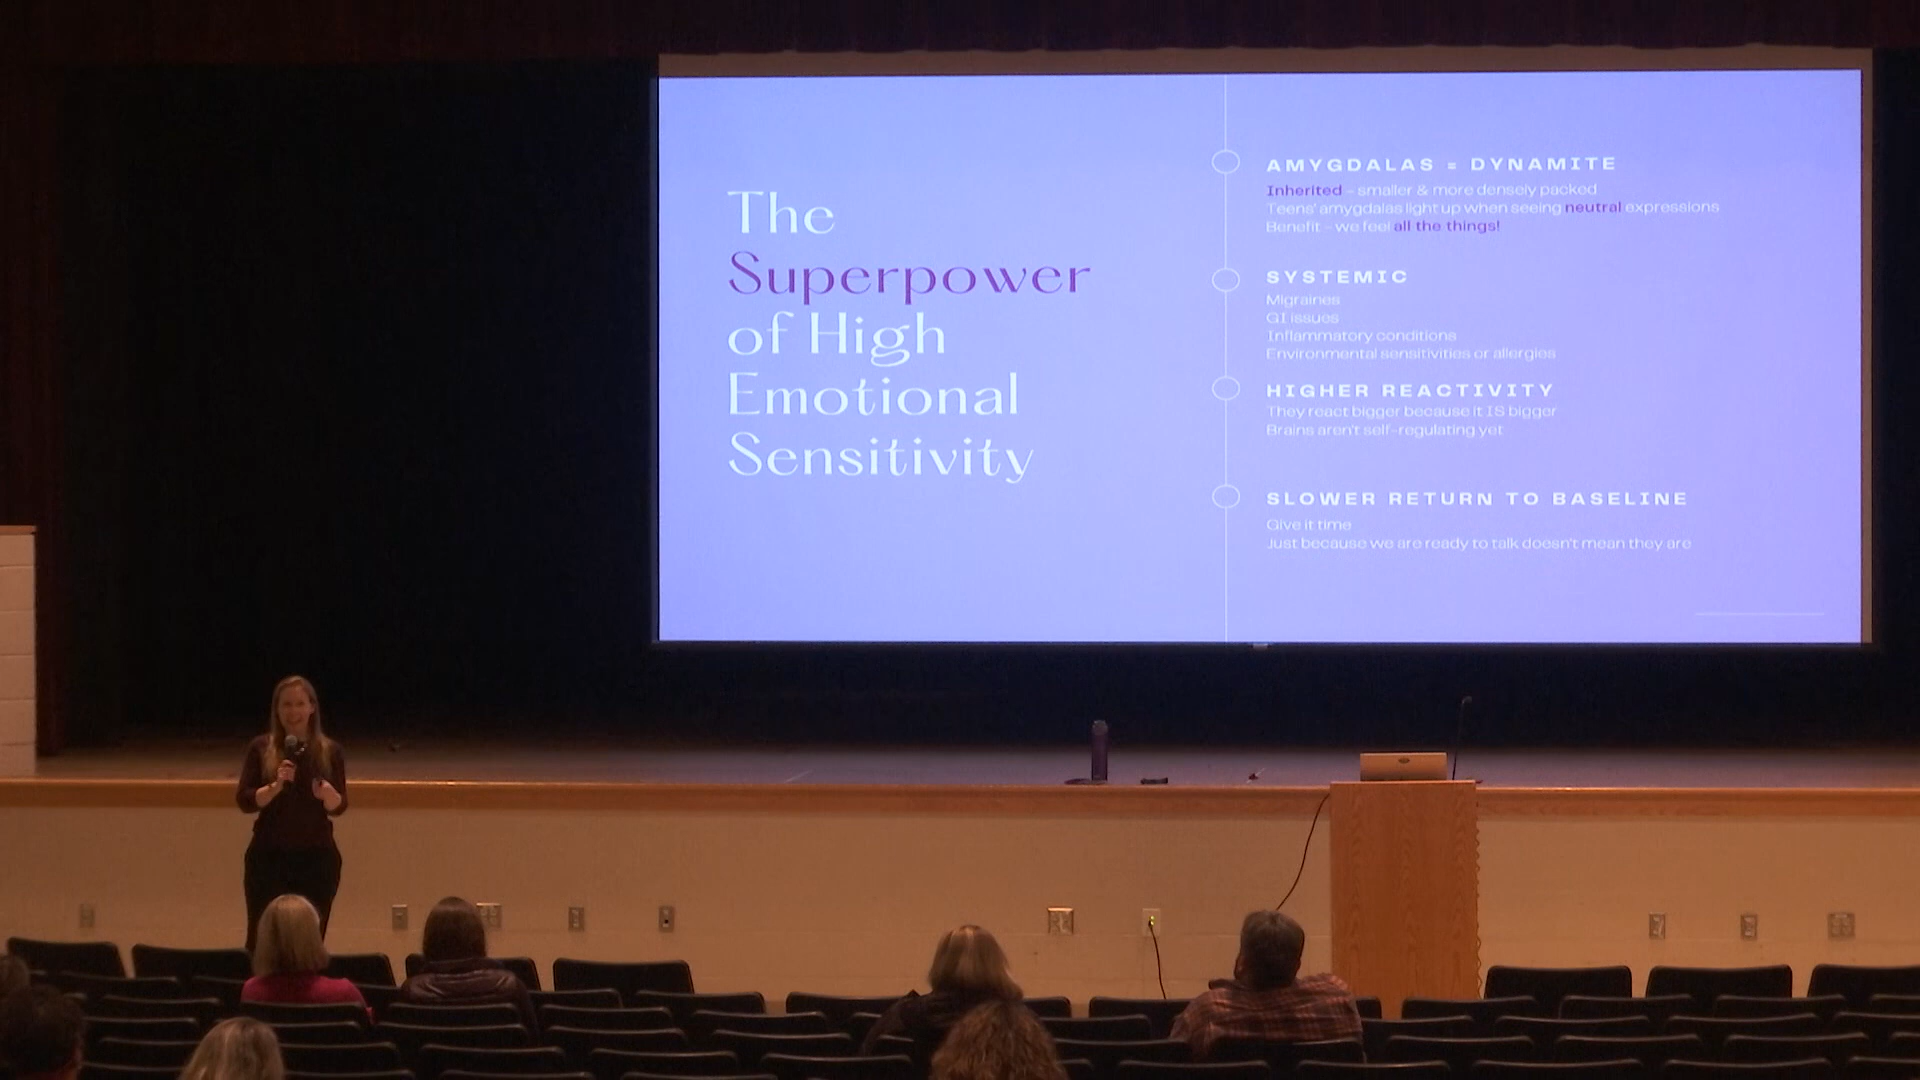 The
Superpower
of High
Emotional
Sensitivity
AMYGDALAS = DYNAMITE
Inherited - smaller & more densely packed
Teens' amygdalas light up when seeing neutral expressions
Benefit - we feel all the things!
SYSTEMIC
Migraines
GI issues
Inflammatory conditions
Environmental sensitivities or allergies
HIGHER REACTIVITY
They react bigger because it IS bigger
Brains aren't self-regulating yet
SLOWER RETURN TO BASELINE
Give it time
Just because we are ready to talk doesn't mean they are